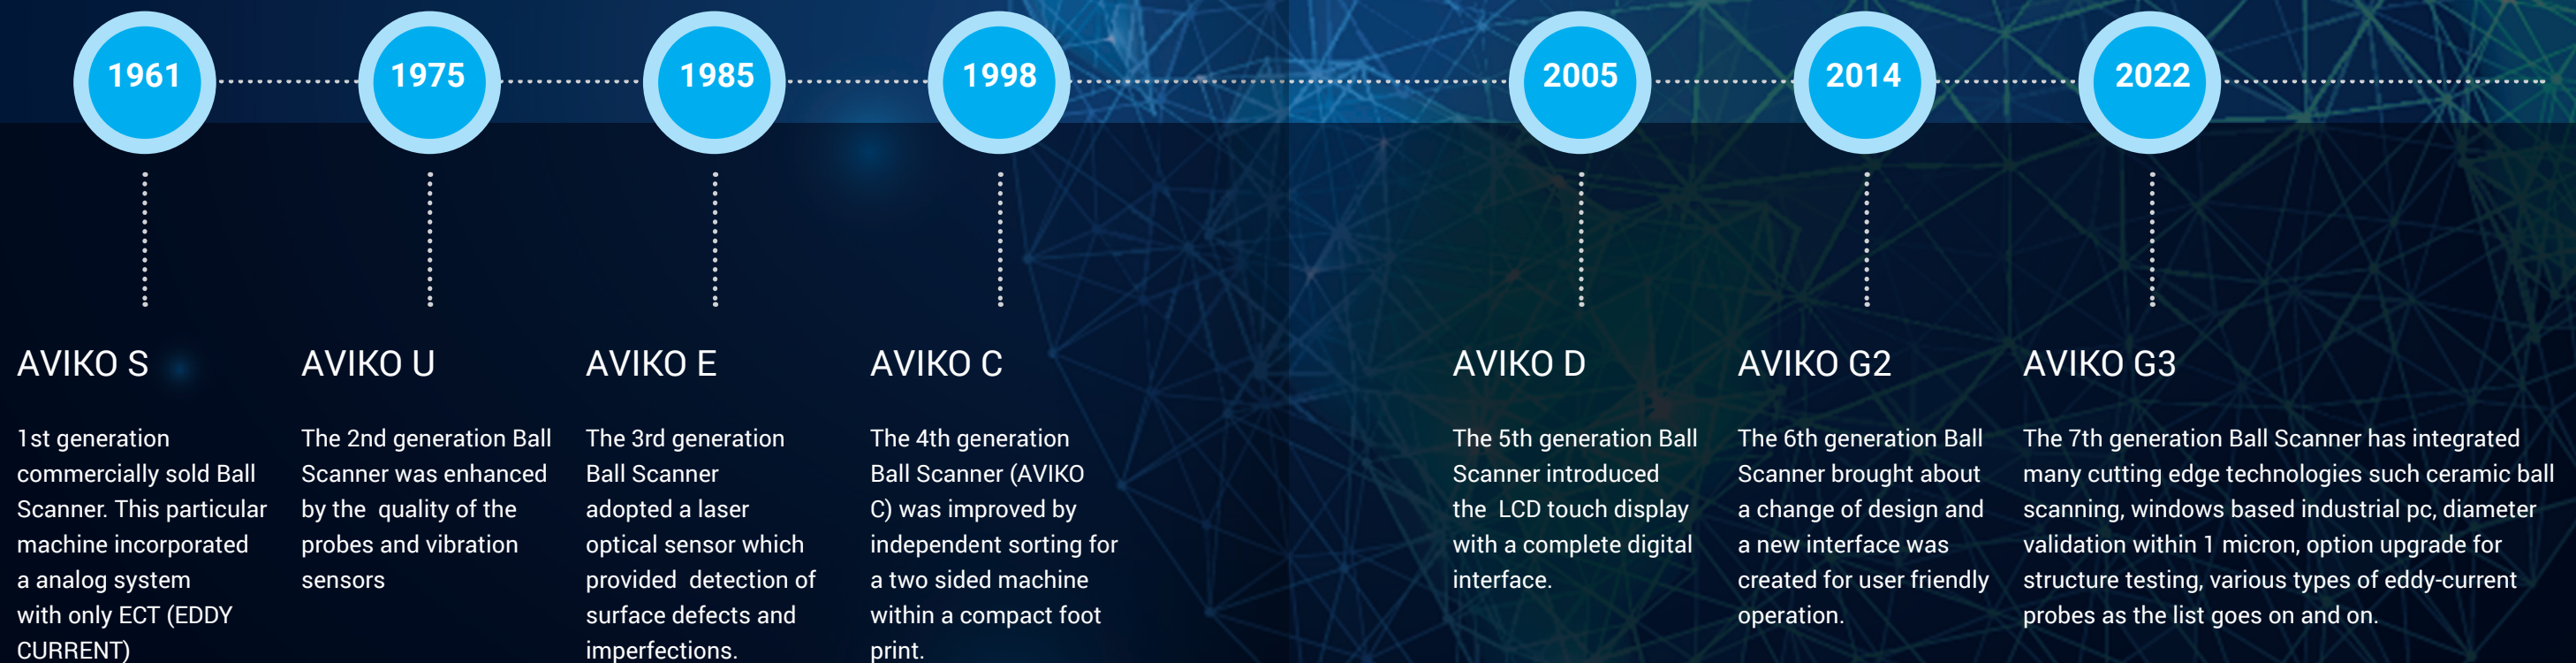 1961
1975
1985
1998
2005
2014
2022
AVIKO S
1st generation
commercially sold Ball
Scanner. This particular
machine incorporated
a analog system
with only ECT (EDDY
CURRENT)
AVIKO U
The 2nd generation Ball
Scanner was enhanced
by the  quality of the
probes and vibration
sensors
AVIKO E
The 3rd generation
Ball Scanner
adopted a laser
optical sensor which
provided  detection of
surface defects and
imperfections.
AVIKO C
The 4th generation
Ball Scanner (AVIKO
C) was improved by
independent sorting for
a two sided machine
within a compact foot
print.
AVIKO D
The 5th generation Ball
Scanner introduced
the  LCD touch display
with a complete digital
interface.
AVIKO G2
The 6th generation Ball
Scanner brought about
a change of design and
a new interface was
created for user friendly
operation.
AVIKO G3
The 7th generation Ball Scanner has integrated
many cutting edge technologies such ceramic ball
scanning, windows based industrial pc, diameter
validation within 1 micron, option upgrade for
structure testing, various types of eddy-current
probes as the list goes on and on.